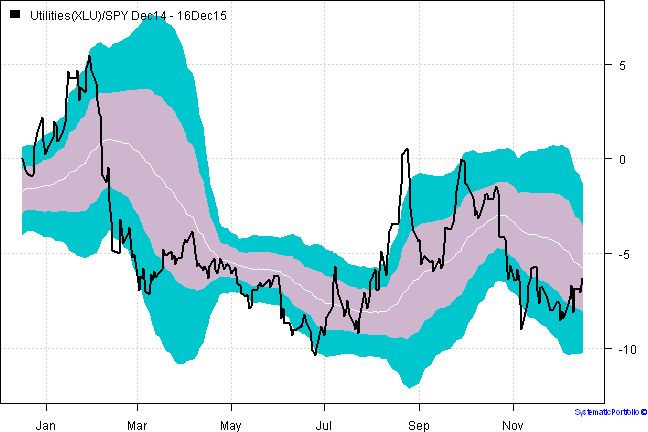 Utilities(XLU)/SPY Dec14 - 16Dec15
5
0
-5
-10
Jan Mar May Jul Sep Nov
SystematicPortfolio ©